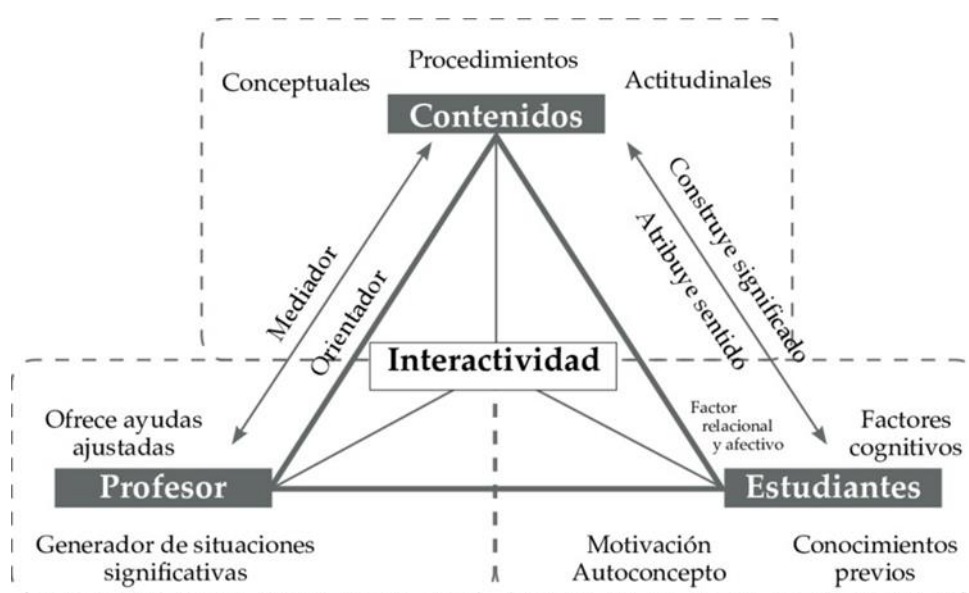 Procedimientos
Conceptuales
Actitudinales
Contenidos
Mediador
Orientador
Construye significado
Atribuye sentido
Interactividad
Ofrece ayudas
ajustadas
Factor
relacional
y afectivo
Factores
cognitivos
Profesor
Estudiantes
Generador de situaciones
significativas
Motivación
Autoconcepto
Conocimientos
previos